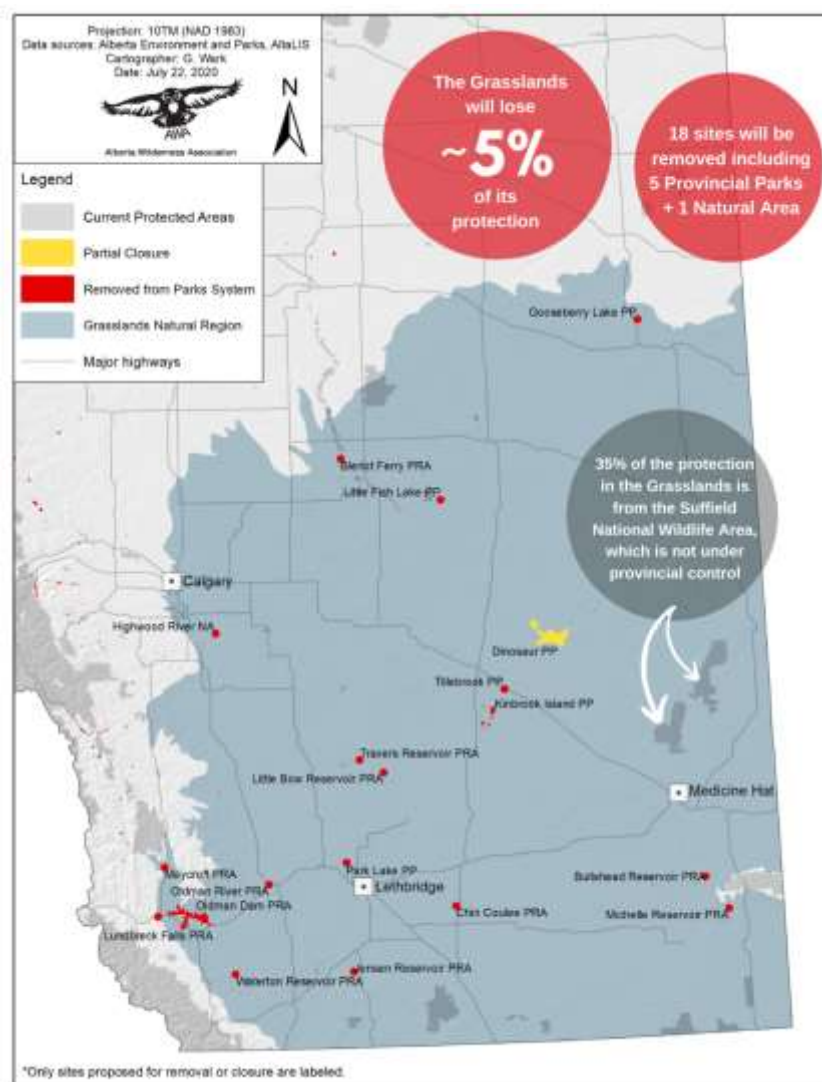 Projection: 10TM (NAD 1983)
Data sources: Alberta Environment and Parks, AltaLIS
Cartographer: G. Wark
Date: July 22, 2020
N
AWA
Alberta Wilderness Association
Legend
Current Protected Areas
Partial Closure
Removed from Parks System
Grasslands Natural Region
Major highways
The Grasslands
will lose
~5%
of its
protection
18 sites will be
removed including
5 Provincial Parks
+ 1 Natural Area
Gooseberry Lake PP
35% of the protection
in the Grasslands is
from the Suffield
National Wildlife Area,
which is not under
provincial control
Bleriot Ferry PRA
Little Fish Lake PP
Calgary
Highwood River NA
Dinosaur PP
Tillebrook PP
Kinbrook Island PP
Travers Reservoir PRA
Little Bow Reservoir PRA
Medicine Hat
Maycroft PRA
Park Lake PP
Oldman River PRA
Lethbridge
Bullshead Reservoir PRA
Oldman Dam PRA
Chin Coulee PRA
Michelle Reservoir PRA
Lundbreck Falls PRA
Waterton Reservoir PRA
Jensen Reservoir PRA
*Only sites proposed for removal or closure are labeled.